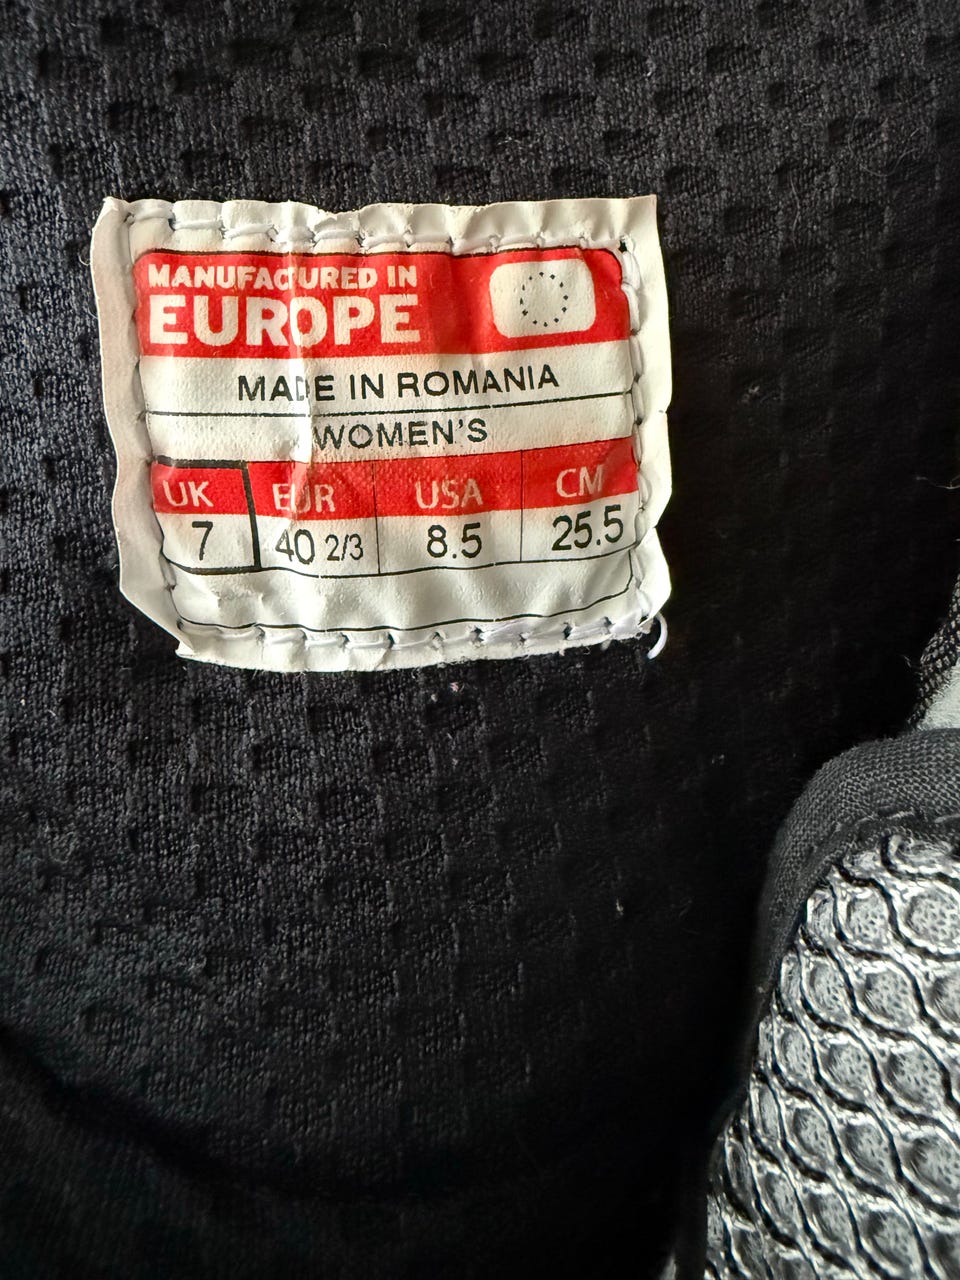 MANUFACTURED IN
EUROPE
MADE IN ROMANIA
WOMEN'S
UK EUR USA CM
7 40 2/3 8.5 25.5